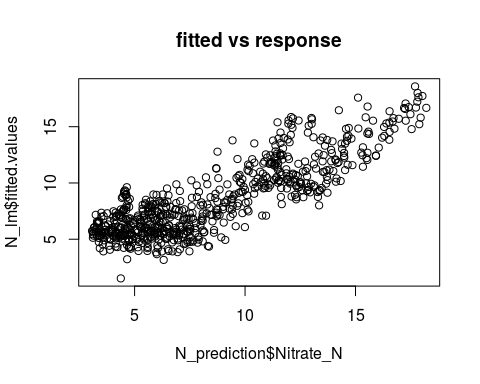 fitted vs response
N_lm$fitted.values
15
10
5
5 10 15
N_prediction$Nitrate_N